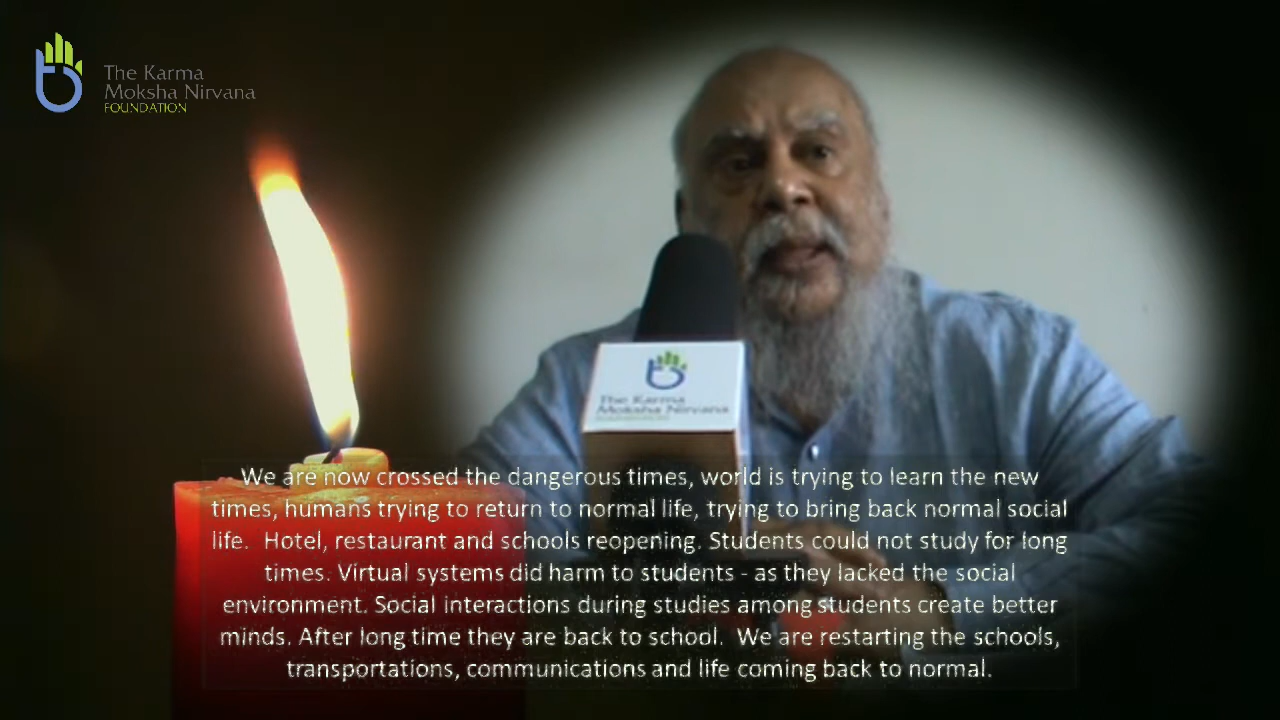 The Karma
Moksha Nirvana
FOUNDATION
The Karma
Moksha Nirvana
We are now crossed the dangerous times, world is trying to learn the new
times, humans trying to return to normal life, trying to bring back normal social
life.  Hotel, restaurant and schools reopening. Students could not study for long
times. Virtual systems did harm to students - as they lacked the social
environment. Social interactions during studies among students create better
minds. After long time they are back to school.  We are restarting the schools,
transportations, communications and life coming back to normal.